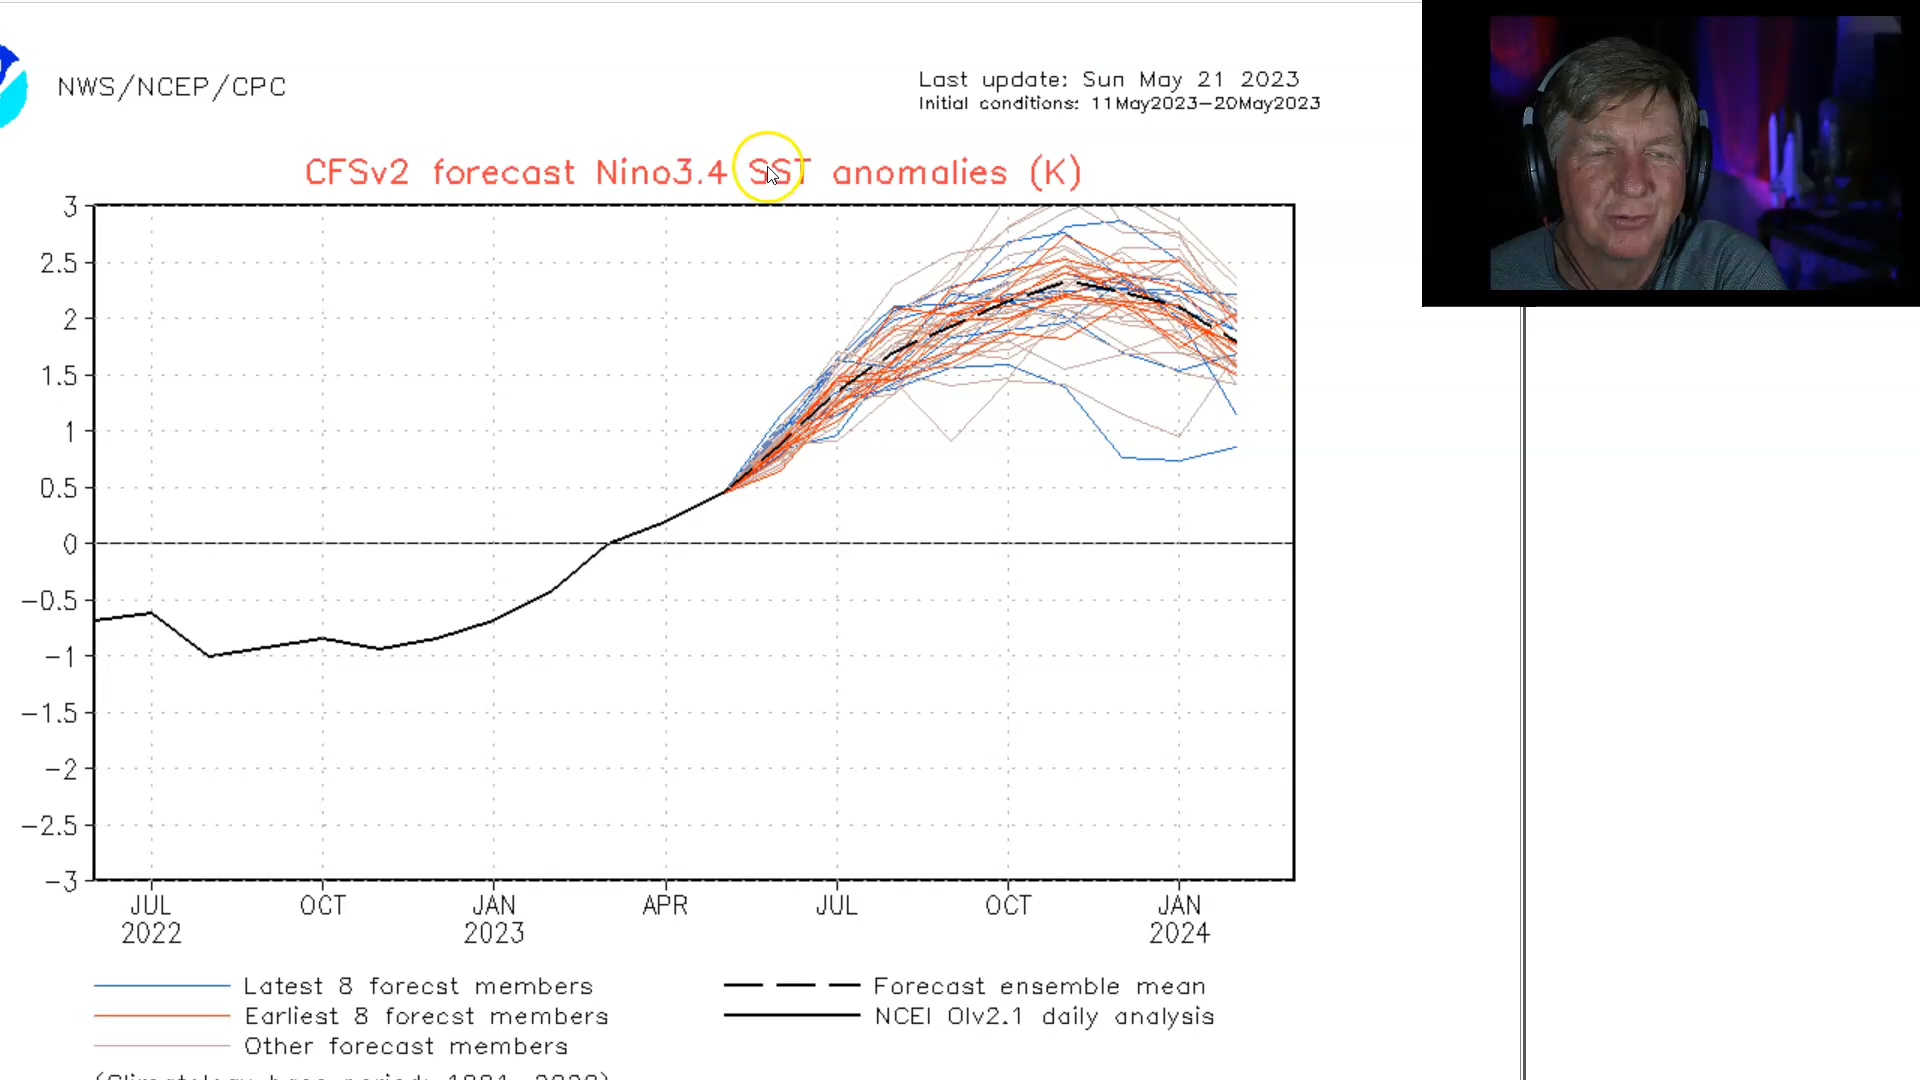 NWS/NCEP/CPC
Last update: Sun May 21 2023
Initial conditions: 11May2023–20May2023
CFSv2 forecast Nino3.4 SST anomalies (K)
3
2.5
2
1.5
1
0.5
0
−0.5
−1
−1.5
−2
−2.5
−3
JUL OCT JAN APR JUL OCT JAN
2022 2023 2024
Latest 8 forecst members
Earliest 8 forecst members
Other forecast members
Forecast ensemble mean
NCEI OIv2.1 daily analysis